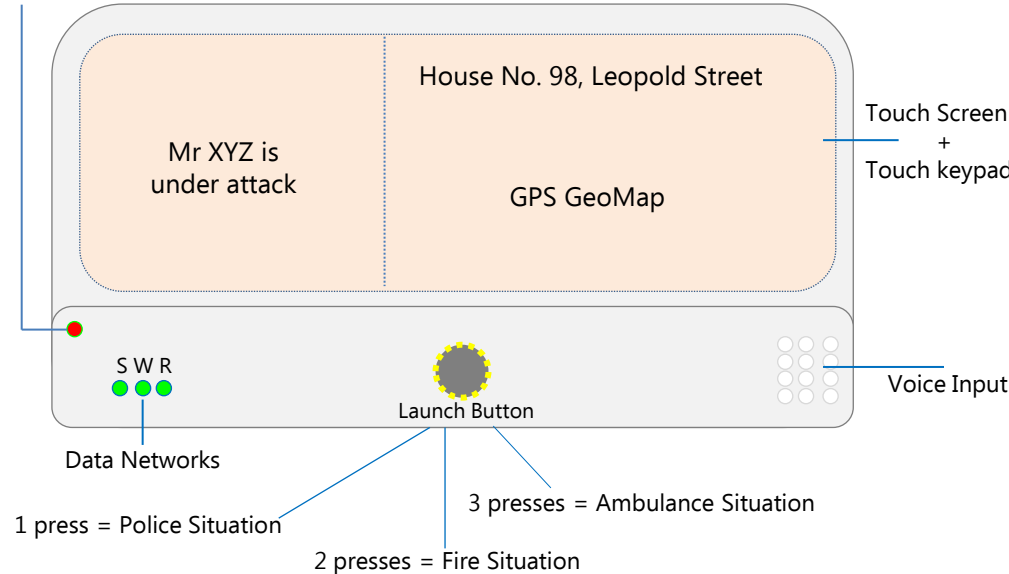 House No. 98, Leopold Street
Mr XYZ is
under attack
GPS GeoMap
Touch Screen
+
Touch keypad
S W R
Launch Button
Voice Input
Data Networks
3 presses = Ambulance Situation
1 press = Police Situation
2 presses = Fire Situation